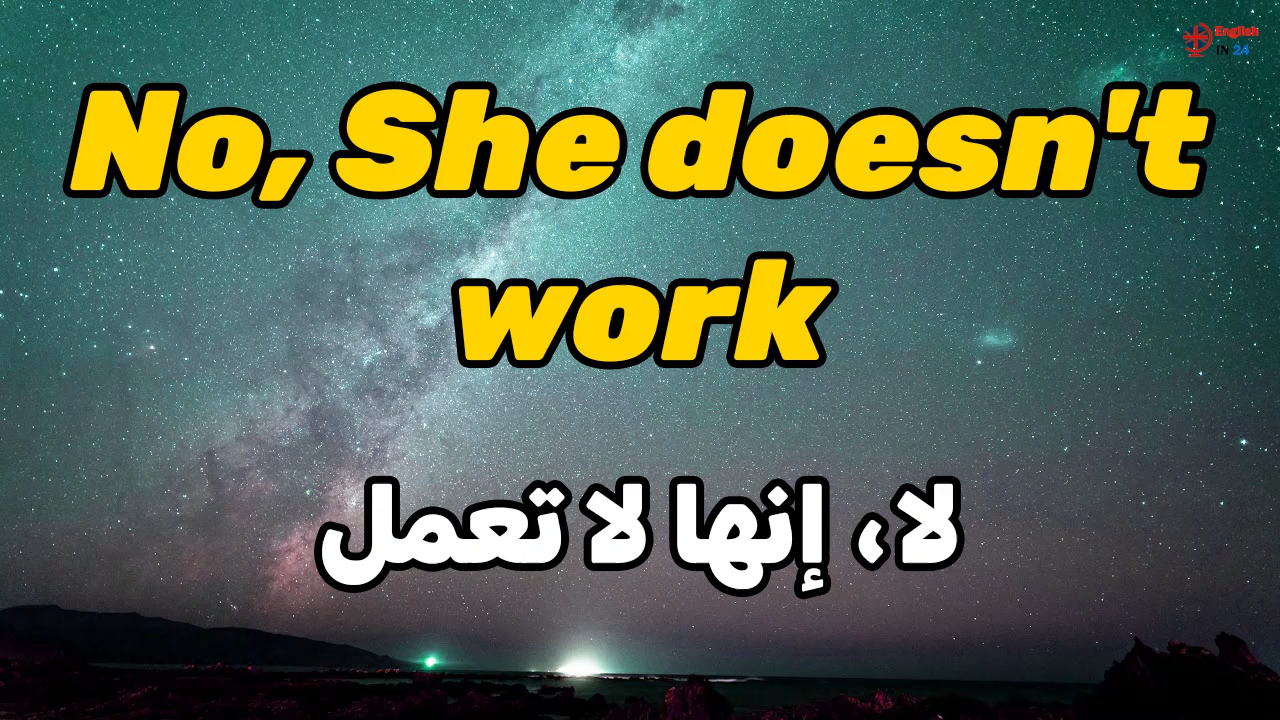 English
IN 24
No, She doesn't
work
لا، إنها لا تعمل